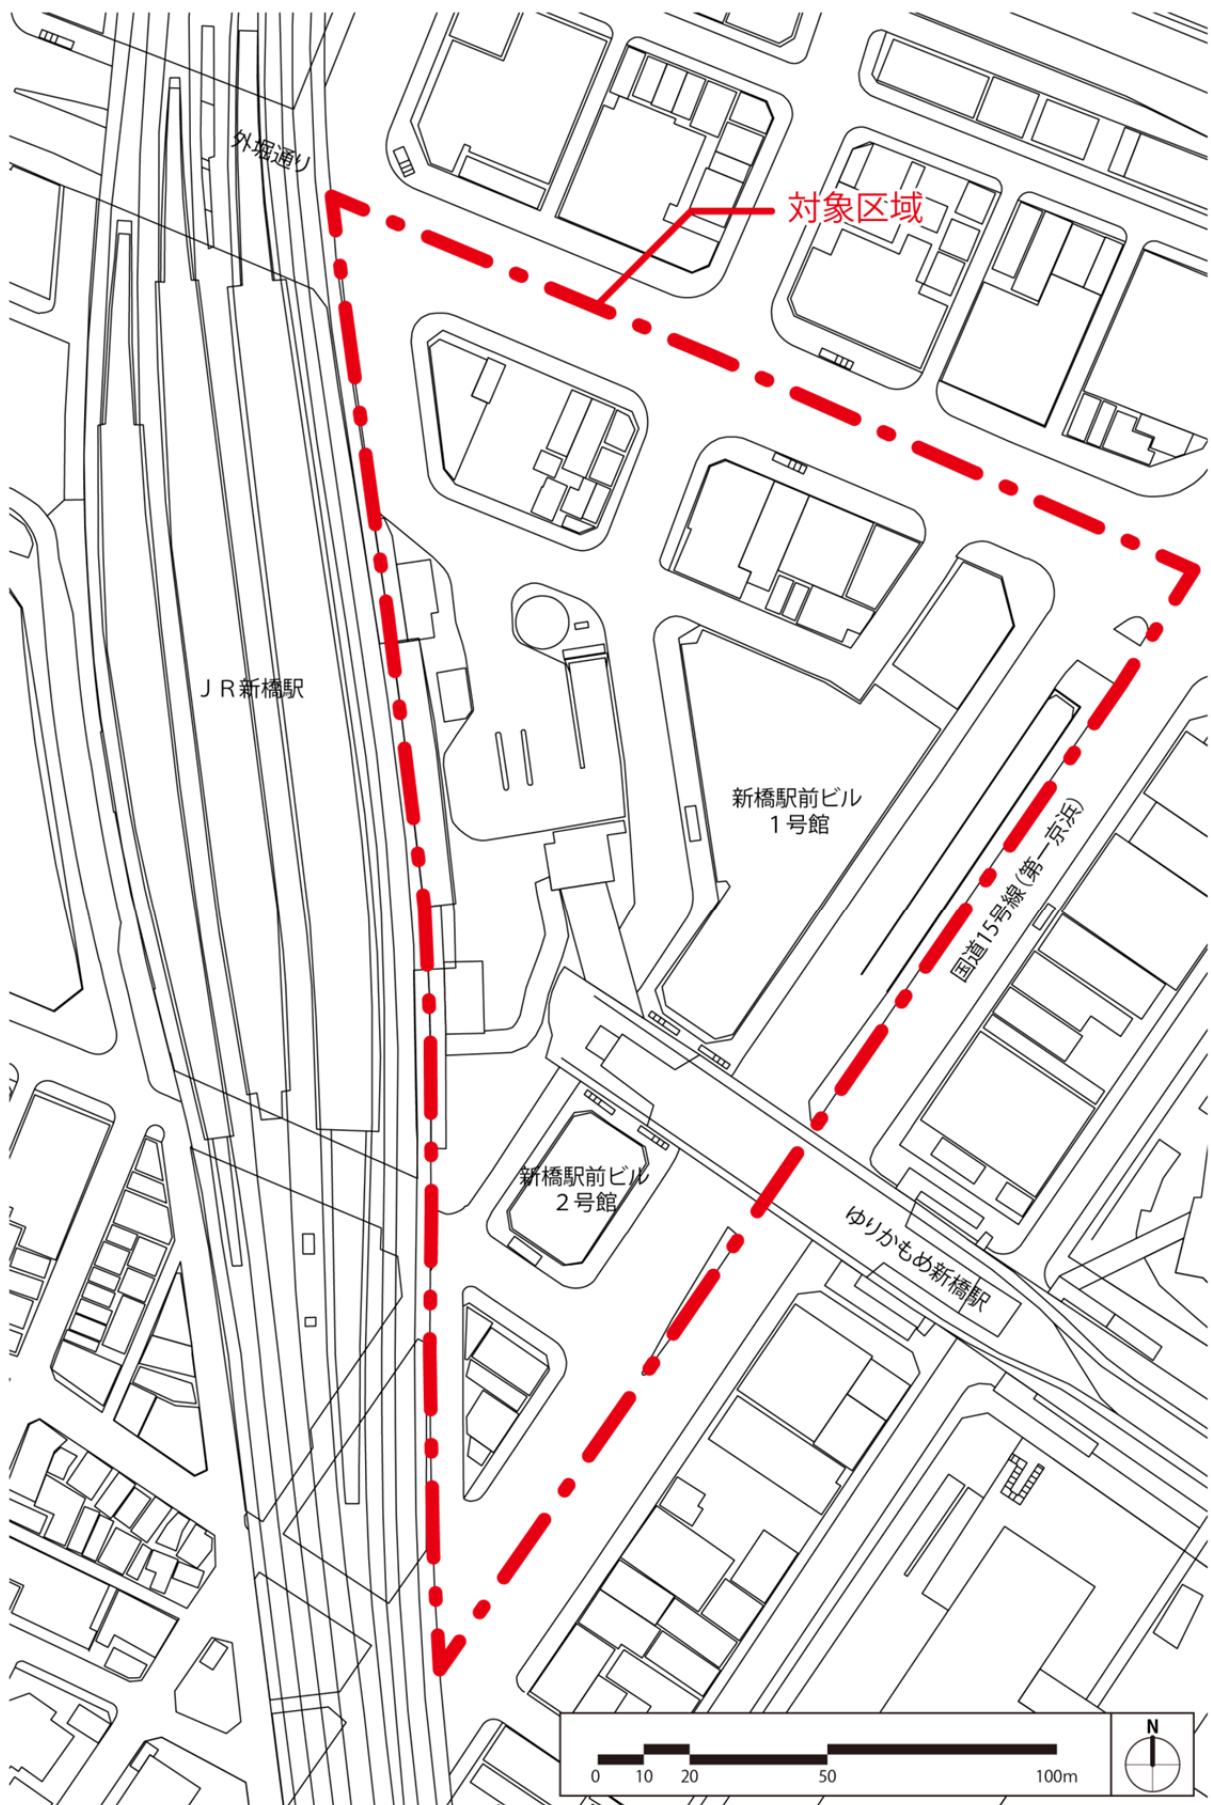 外堀通り
対象区域
ＪＲ新橋駅
新橋駅前ビル
１号館
国道15号線（第一京浜）
新橋駅前ビル
２号館
ゆりかもめ新橋駅
N
0 10 20 50 100m